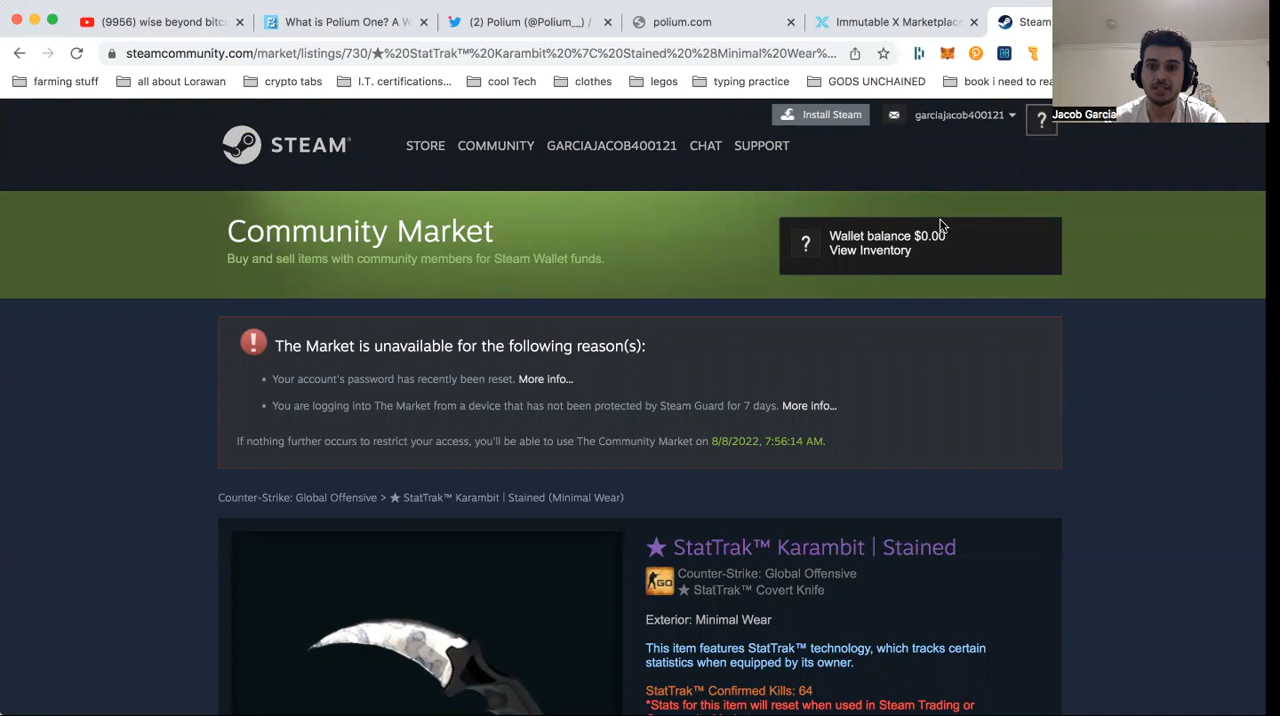 (9956) wise beyond bitc
What is Polium One? A W
(2) Polium (@Polium__) /
polium.com
Immutable X Marketplace
Steam
steamcommunity.com/market/listings/730/★%20StatTrak™%20Karambit%20%7C%20Stained%20%28Minimal%20Wear%...
farming stuff
all about Lorawan
crypto tabs
I.T. certifications...
cool Tech
clothes
legos
typing practice
GODS UNCHAINED
book i need to rea
Jacob Garcia
Install Steam
garciajacob400121
?
STEAM®
STORE COMMUNITY GARCIAJACOB400121 CHAT SUPPORT
Community Market
Buy and sell items with community members for Steam Wallet funds.
?
Wallet balance $0.00
View Inventory
!
The Market is unavailable for the following reason(s):
• Your account's password has recently been reset. More info...
• You are logging into The Market from a device that has not been protected by Steam Guard for 7 days. More info...
If nothing further occurs to restrict your access, you'll be able to use The Community Market on 8/8/2022, 7:56:14 AM.
Counter-Strike: Global Offensive > ★ StatTrak™ Karambit | Stained (Minimal Wear)
★ StatTrak™ Karambit | Stained
GO
Counter-Strike: Global Offensive
★ StatTrak™ Covert Knife
Exterior: Minimal Wear
This item features StatTrak™ technology, which tracks certain
statistics when equipped by its owner.
StatTrak™ Confirmed Kills: 64
*Stats for this item will reset when used in Steam Trading or